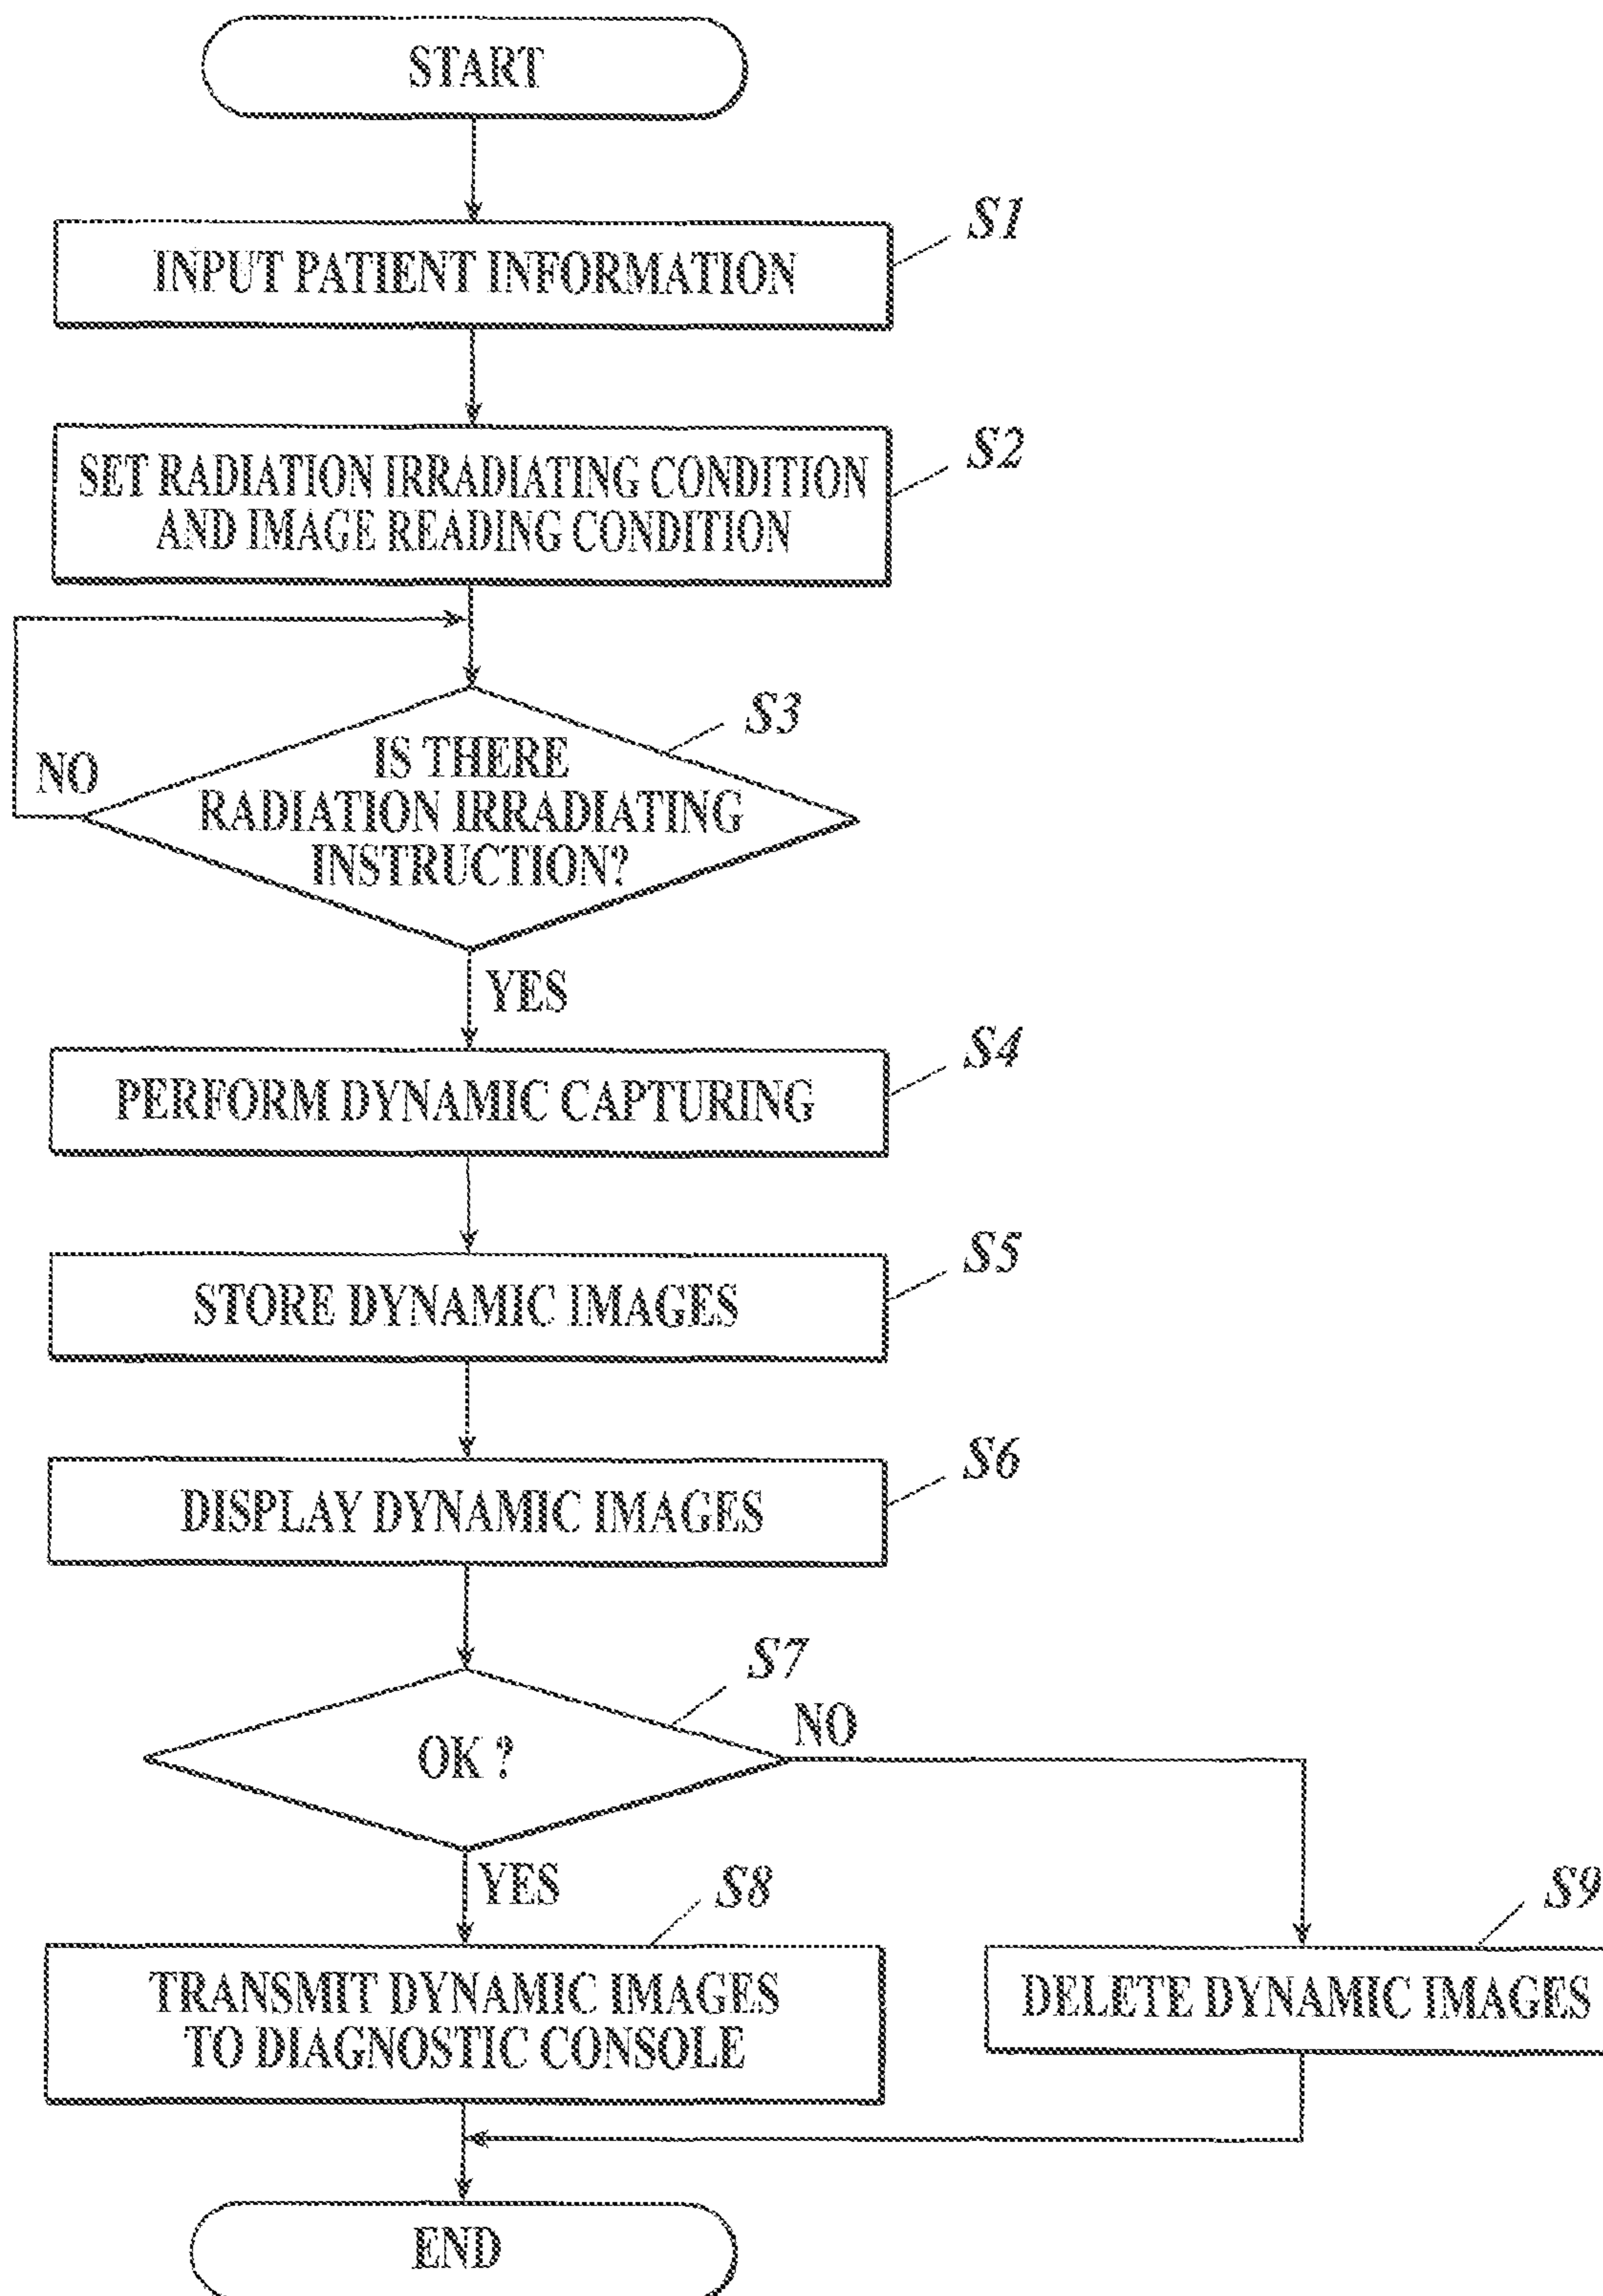 START
S1
INPUT PATIENT INFORMATION
S2
SET RADIATION IRRADIATING CONDITION
AND IMAGE READING CONDITION
S3
NO
IS THERE
RADIATION IRRADIATING
INSTRUCTION?
YES
S4
PERFORM DYNAMIC CAPTURING
S5
STORE DYNAMIC IMAGES
S6
DISPLAY DYNAMIC IMAGES
S7
NO
OK ?
YES
S8
S9
TRANSMIT DYNAMIC IMAGES
TO DIAGNOSTIC CONSOLE
DELETE DYNAMIC IMAGES
END